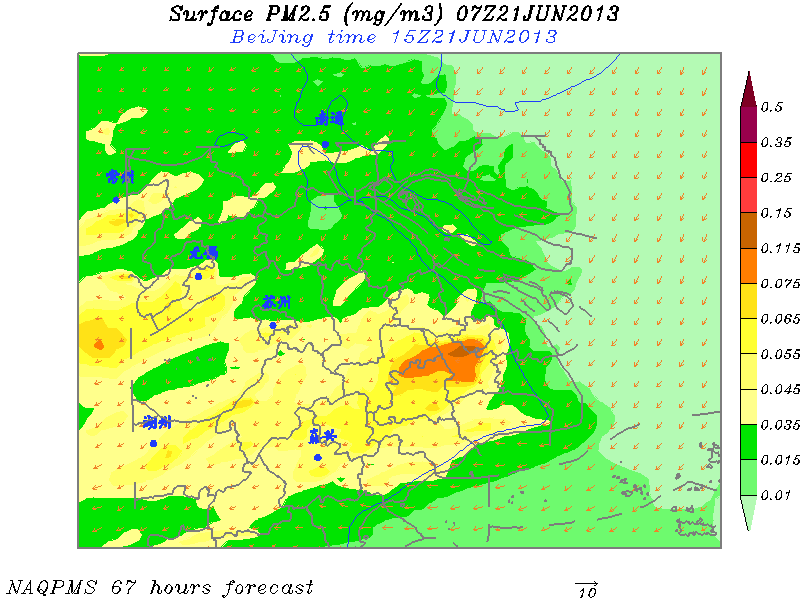 Surface PM2.5 (mg/m3) 07Z21JUN2013
BeiJing time 15Z21JUN2013
南通
常州
无锡
苏州
湖州
嘉兴
0.5
0.35
0.25
0.15
0.115
0.075
0.065
0.055
0.045
0.035
0.015
0.01
NAQPMS 67 hours forecast
10